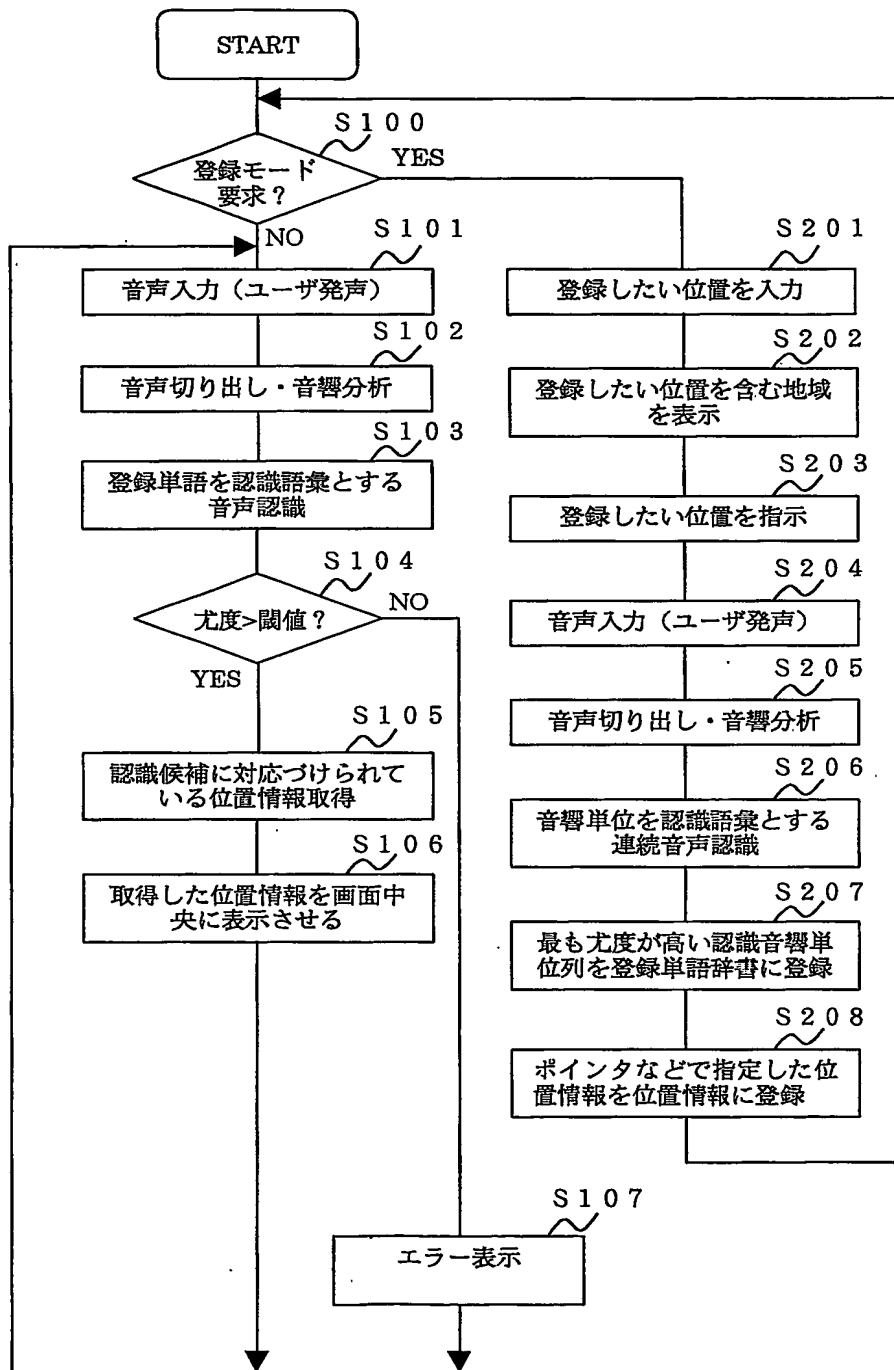 START
S100
登録モード
要求?
YES
NO
S101
音声入力(ユーザ発声)
S102
音声切り出し・音響分析
S103
登録単語を認識語彙とする
音声認識
S104
尤度>閾値?
NO
YES
S105
認識候補に対応づけられて
いる位置情報取得
S106
取得した位置情報を画面中
央に表示させる
S107
エラー表示
S201
登録したい位置を入力
S202
登録したい位置を含む地域
を表示
S203
登録したい位置を指示
S204
音声入力(ユーザ発声)
S205
音声切り出し・音響分析
S206
音響単位を認識語彙とする
連続音声認識
S207
最も尤度が高い認識音響単
位列を登録単語辞書に登録
S208
ポインタなどで指定した位
置情報を位置情報に登録